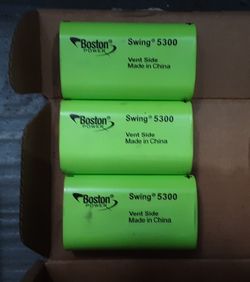 Boston®
POWER
Swing® 5300
Vent Side
Made in China
Boston®
POWER
Swing® 5300
Vent Side
Made in China
Boston®
POWER
Swing® 5300
Vent Side
Made in China